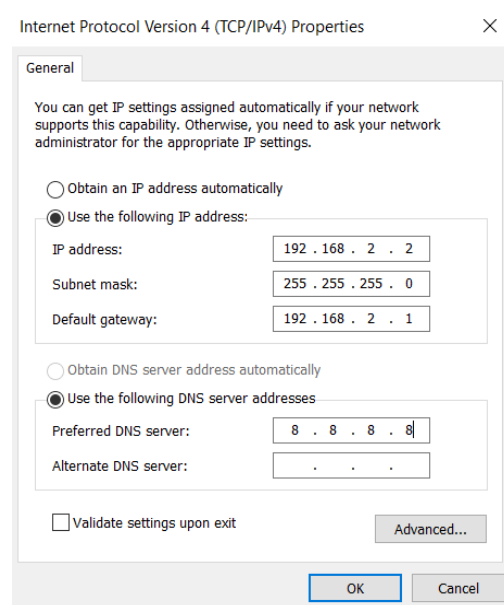 Internet Protocol Version 4 (TCP/IPv4) Properties
General
You can get IP settings assigned automatically if your network
supports this capability. Otherwise, you need to ask your network
administrator for the appropriate IP settings.
Obtain an IP address automatically
Use the following IP address:
IP address: 192 . 168 . 2 . 2
Subnet mask: 255 . 255 . 255 . 0
Default gateway: 192 . 168 . 2 . 1
Obtain DNS server address automatically
Use the following DNS server addresses
Preferred DNS server: 8 . 8 . 8 . 8
Alternate DNS server: . . .
Validate settings upon exit
Advanced...
OK Cancel